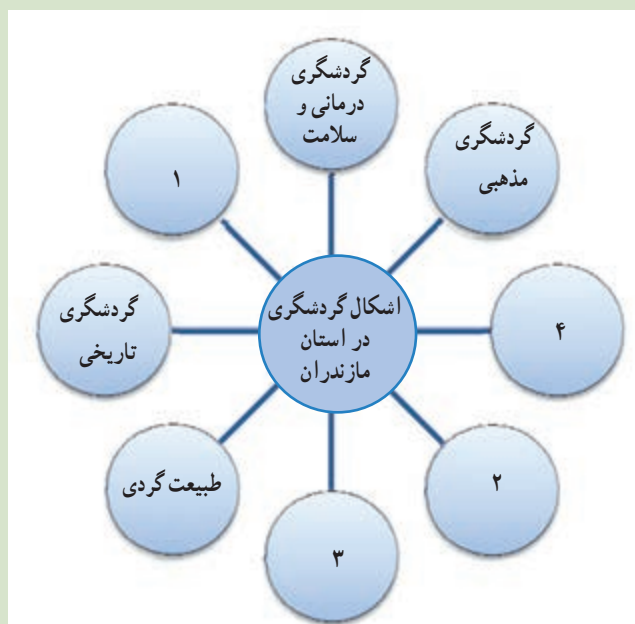 گردشگری
درمانی و
سلامت
گردشگری
مذهبی
۱
اشکال گردشگری
در استان
مازندران
گردشگری
تاریخی
۴
طبیعت گردی
۲
۳